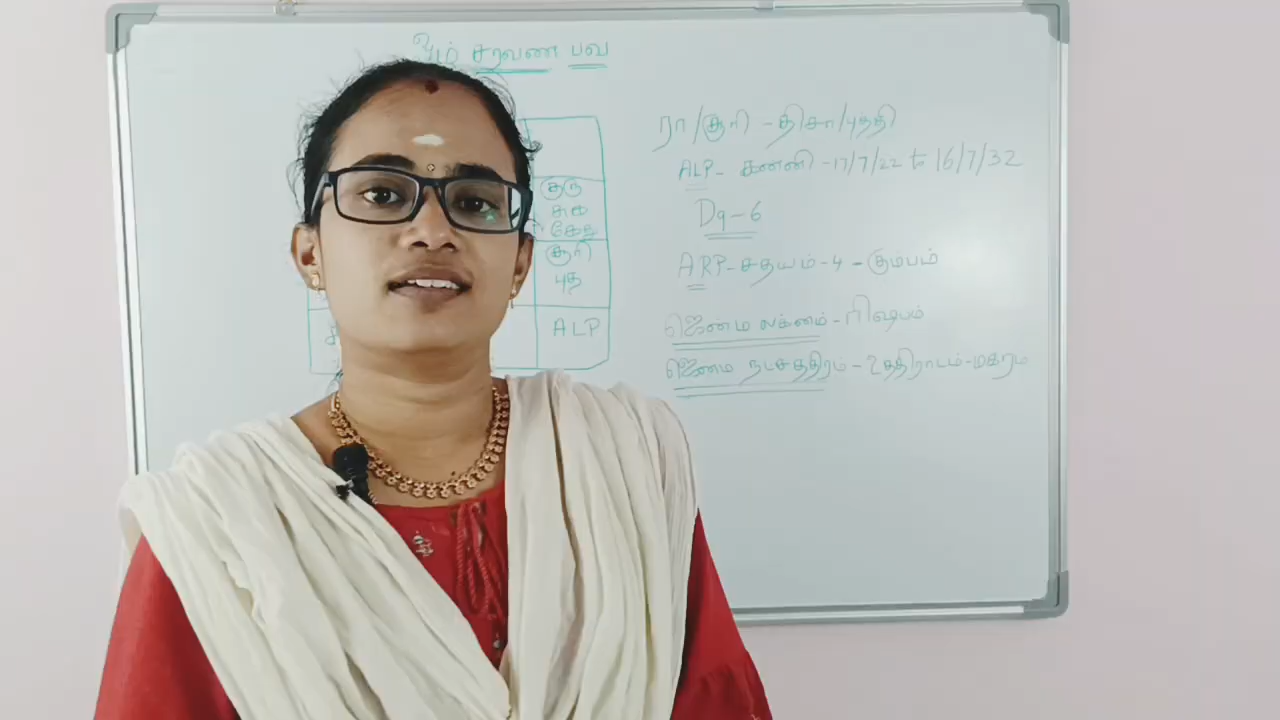 ஓம் சரவண பவ
குரு
சுக்
கேது
சூரி
புத
ALP
ரா/சூரி - திசா/புத்தி
ALP - கன்னி - 17/7/22 to 16/7/32
Dq - 6
ARP - சதயம் - 4 - கும்பம்
ஜென்ம லக்னம் - ரிஷபம்
ஜென்ம நட்சத்திரம் - உத்திராடம் - மகரம்